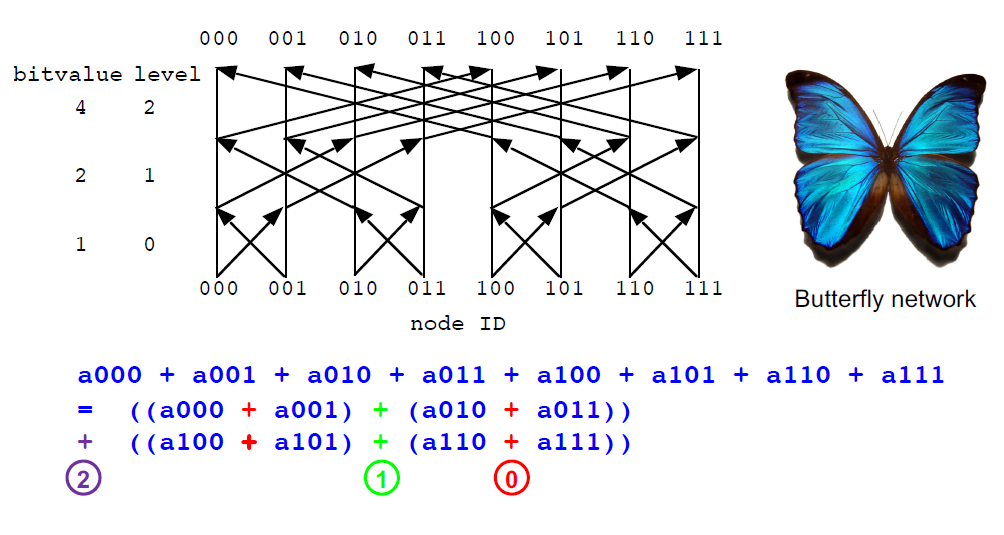 000 001 010 011 100 101 110 111
bitvalue level
4 2
2 1
1 0
000 001 010 011 100 101 110 111
node ID
Butterfly network
a000 + a001 + a010 + a011 + a100 + a101 + a110 + a111
= ((a000 + a001) + (a010 + a011))
+ ((a100 + a101) + (a110 + a111))
2 1 0